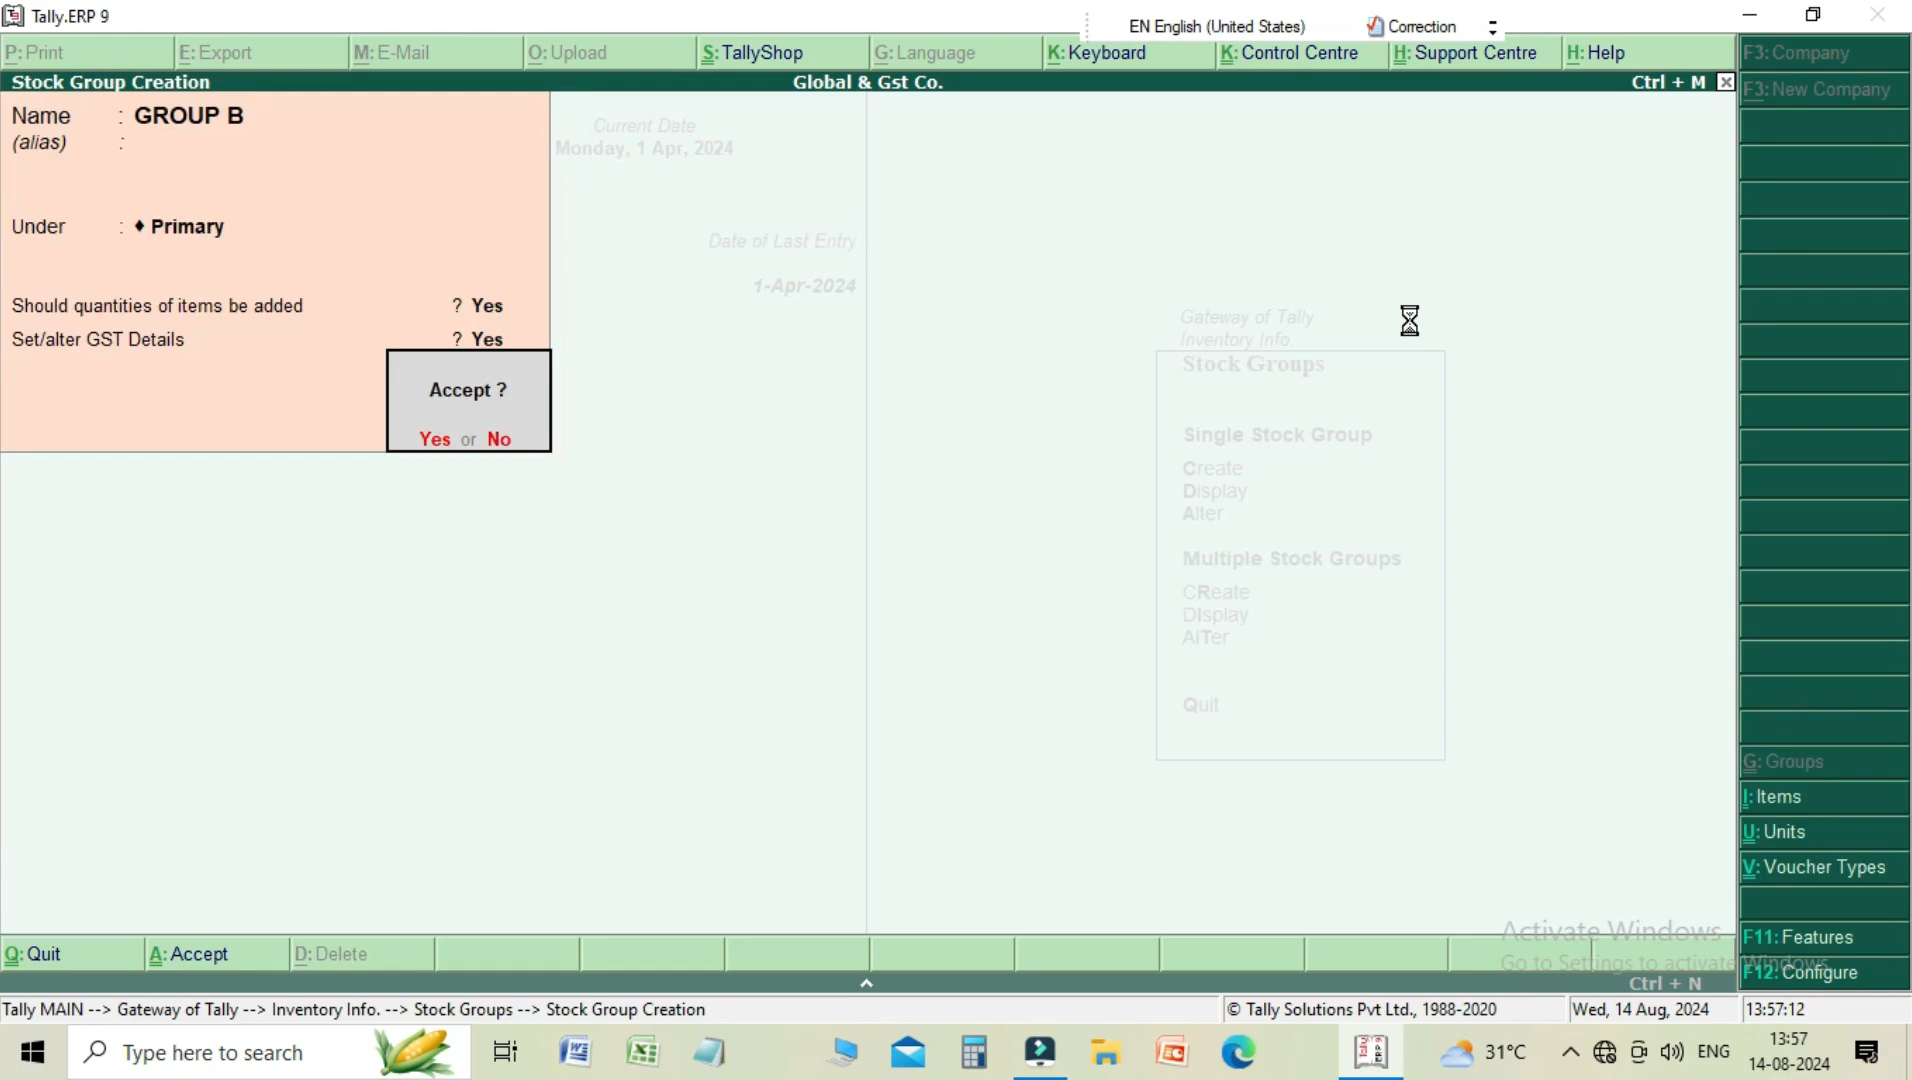 Tally.ERP 9
EN English (United States) Correction
P: Print E: Export M: E-Mail O: Upload S: TallyShop G: Language K: Keyboard K: Control Centre H: Support Centre H: Help F3: Company
Stock Group Creation Global & Gst Co. Ctrl + M
F3: New Company
Name : GROUP B
(alias) :
Current Date
Monday, 1 Apr, 2024
Under : ♦ Primary
Date of Last Entry
1-Apr-2024
Should quantities of items be added ? Yes
Set/alter GST Details ? Yes
Accept ?
Yes or No
Gateway of Tally
Inventory Info.
Stock Groups
Single Stock Group
Create
Display
Alter
Multiple Stock Groups
CReate
DIsplay
AlTer
Quit
G: Groups
I: Items
U: Units
V: Voucher Types
F11: Features
F12: Configure
Activate Windows
Go to Settings to activate Windows.
Q: Quit A: Accept D: Delete
Ctrl + N
Tally MAIN --> Gateway of Tally --> Inventory Info. --> Stock Groups --> Stock Group Creation © Tally Solutions Pvt Ltd., 1988-2020 Wed, 14 Aug, 2024 13:57:12
Type here to search 31°C ENG 13:57
14-08-2024